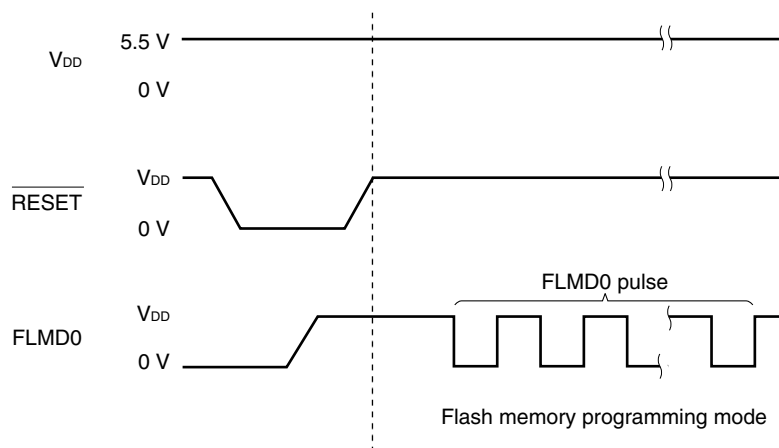 5.5 V
VDD
0 V
VDD
RESET
0 V
FLMD0 pulse
VDD
FLMD0
0 V
Flash memory programming mode